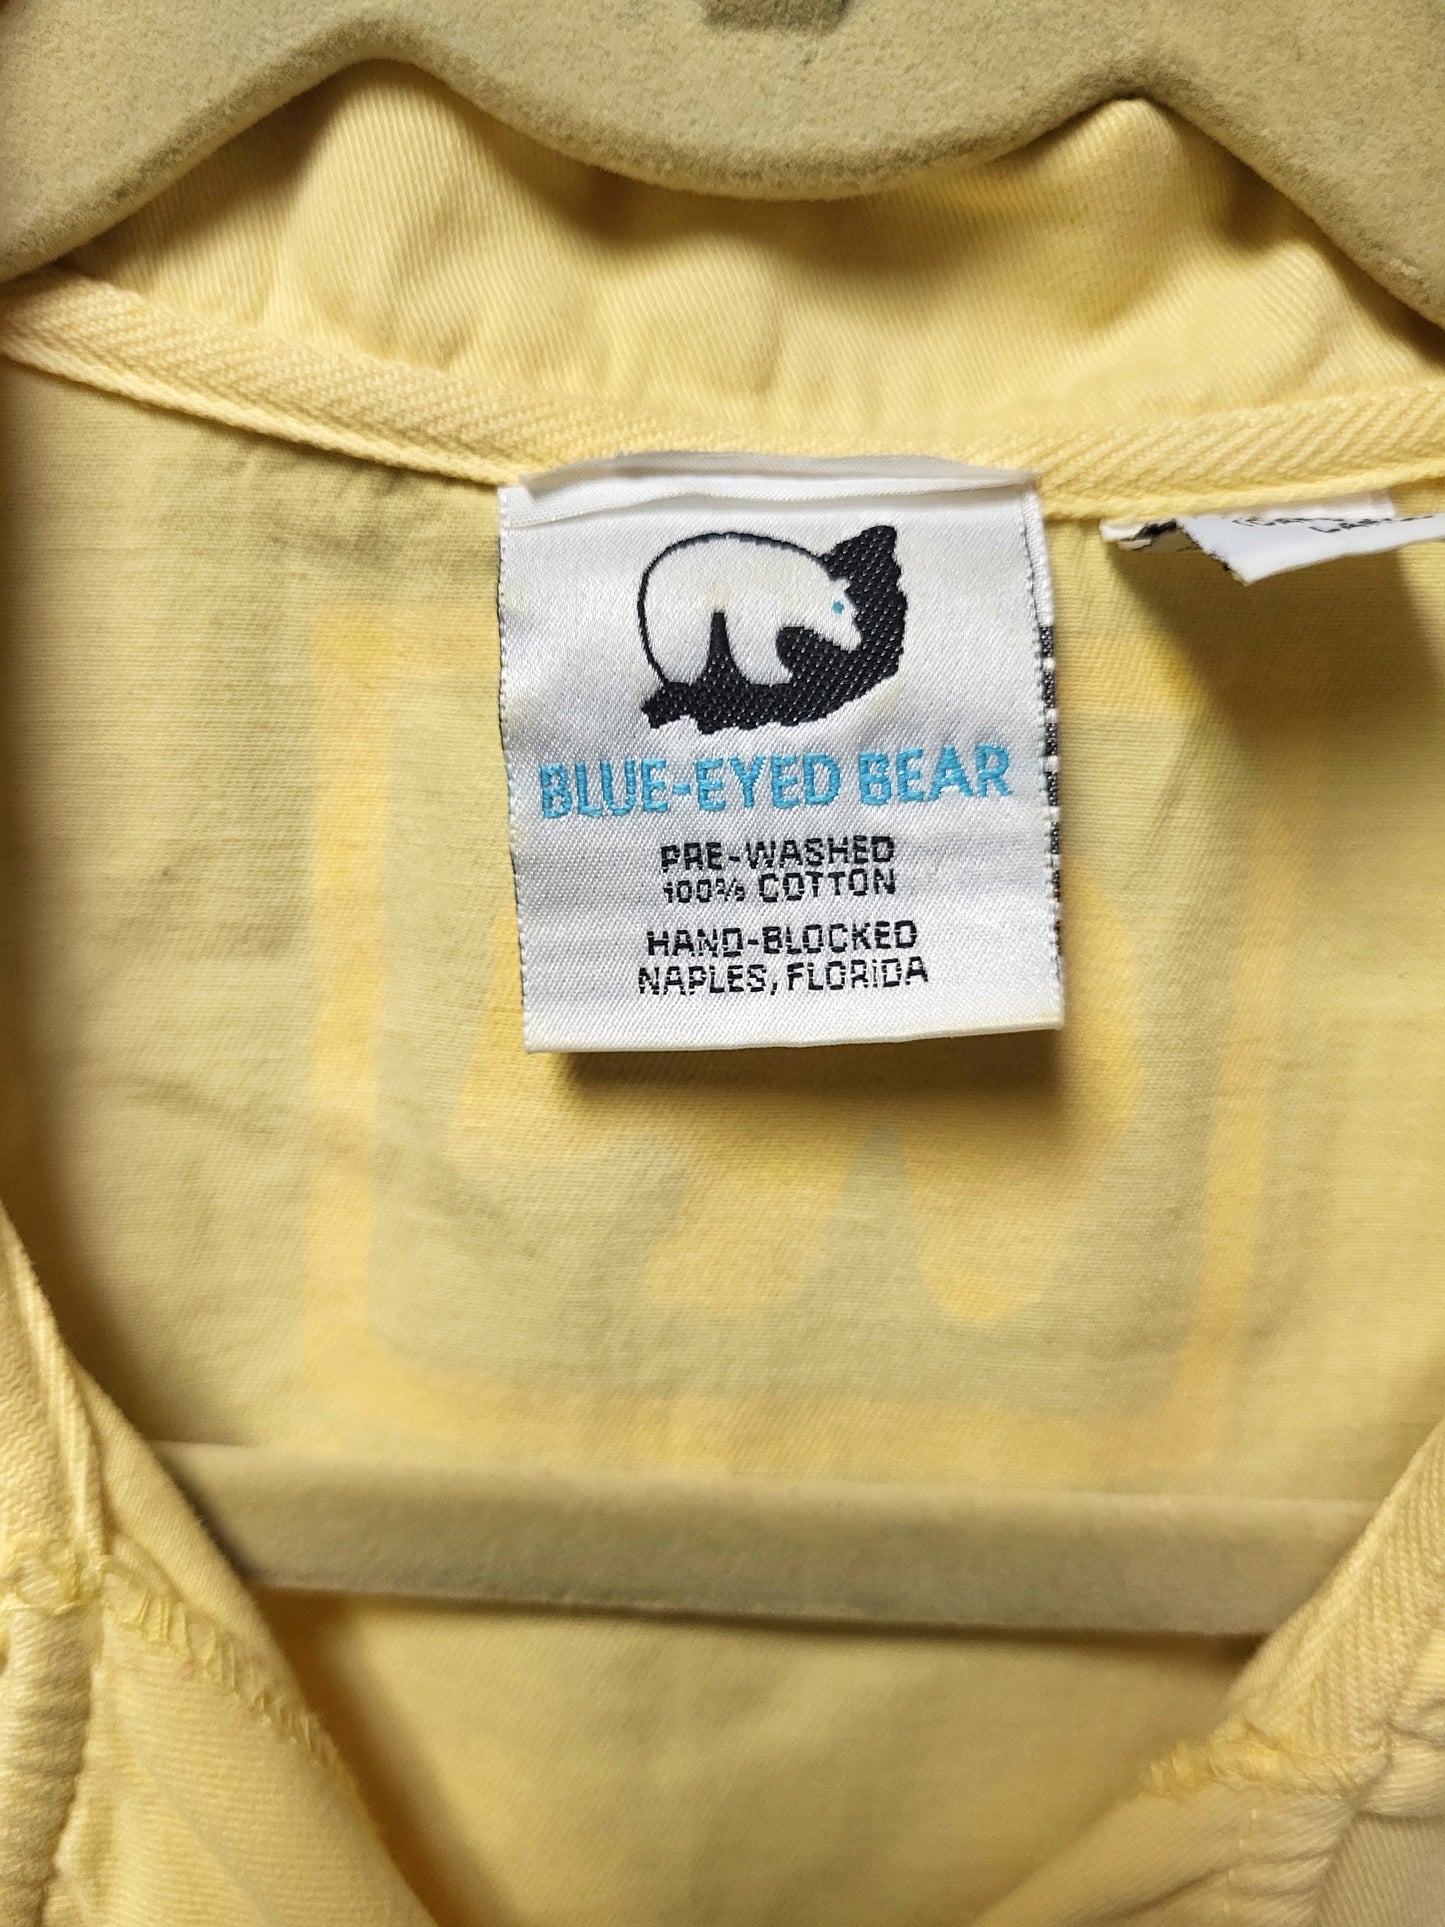 BLUE-EYED BEAR
PRE-WASHED
100% COTTON
HAND-BLOCKED
NAPLES, FLORIDA